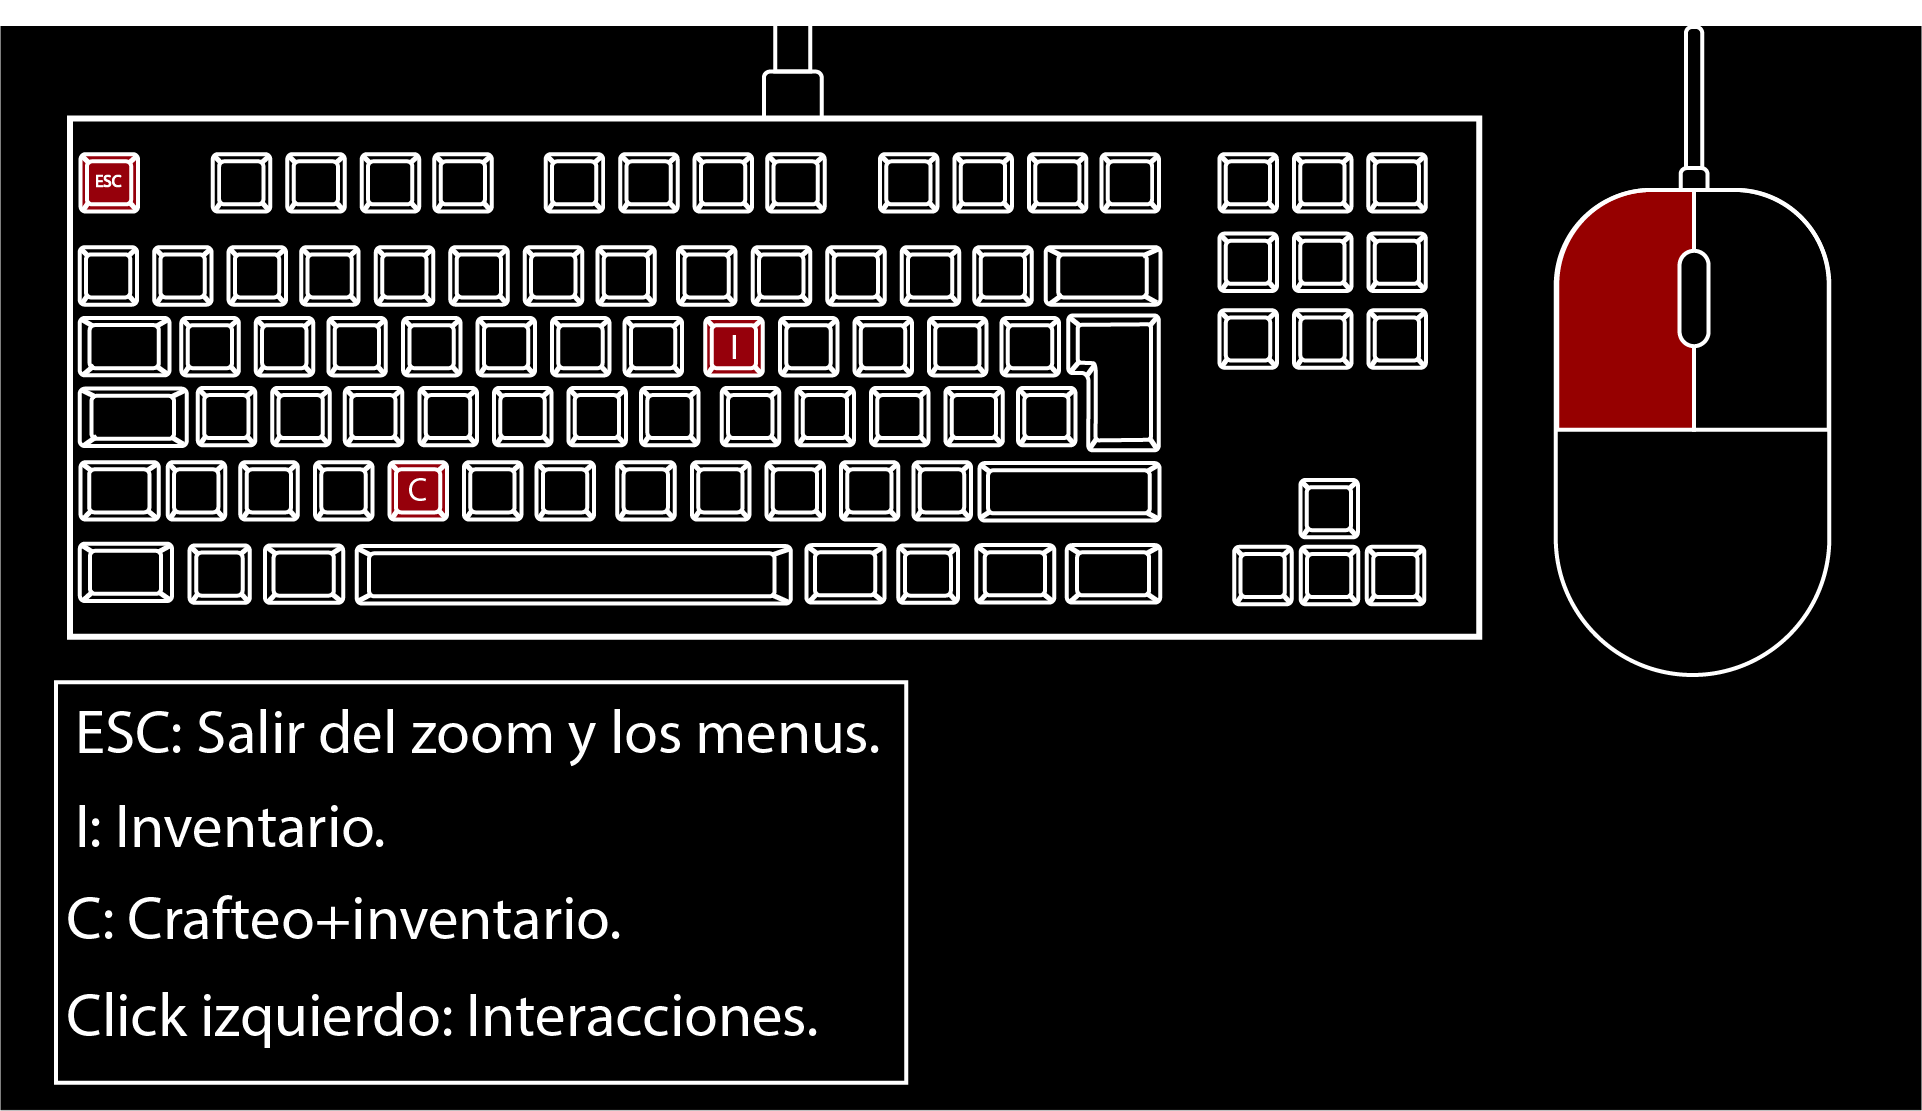 ESC
I
C
ESC: Salir del zoom y los menus.
I: Inventario.
C: Crafteo+inventario.
Click izquierdo: Interacciones.